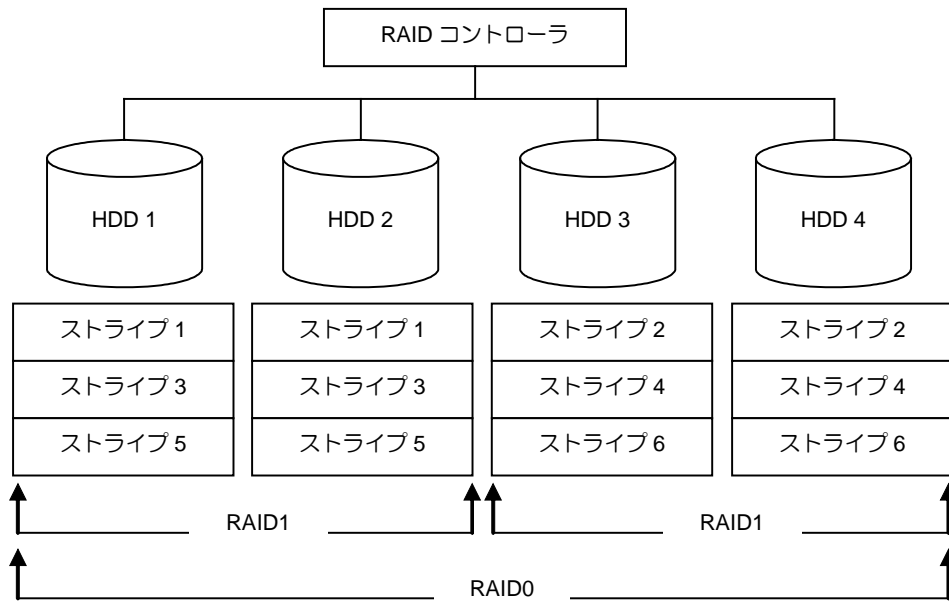 RAID コントローラ
HDD 1 HDD 2 HDD 3 HDD 4
ストライプ 1 ストライプ 1 ストライプ 2 ストライプ 2
ストライプ 3 ストライプ 3 ストライプ 4 ストライプ 4
ストライプ 5 ストライプ 5 ストライプ 6 ストライプ 6
RAID1 RAID1
RAID0